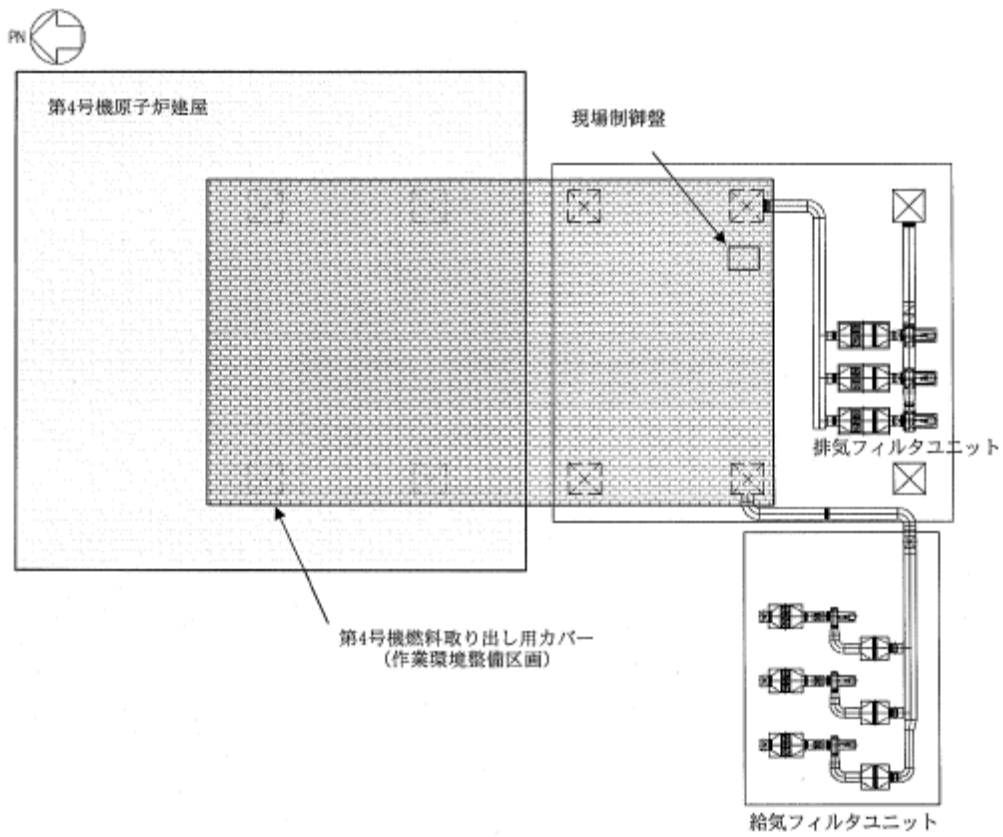 PN
第4号機原子炉建屋
現場制御盤
排気フィルタユニット
第4号機燃料取り出し用カバー
(作業環境整備区画)
給気フィルタユニット